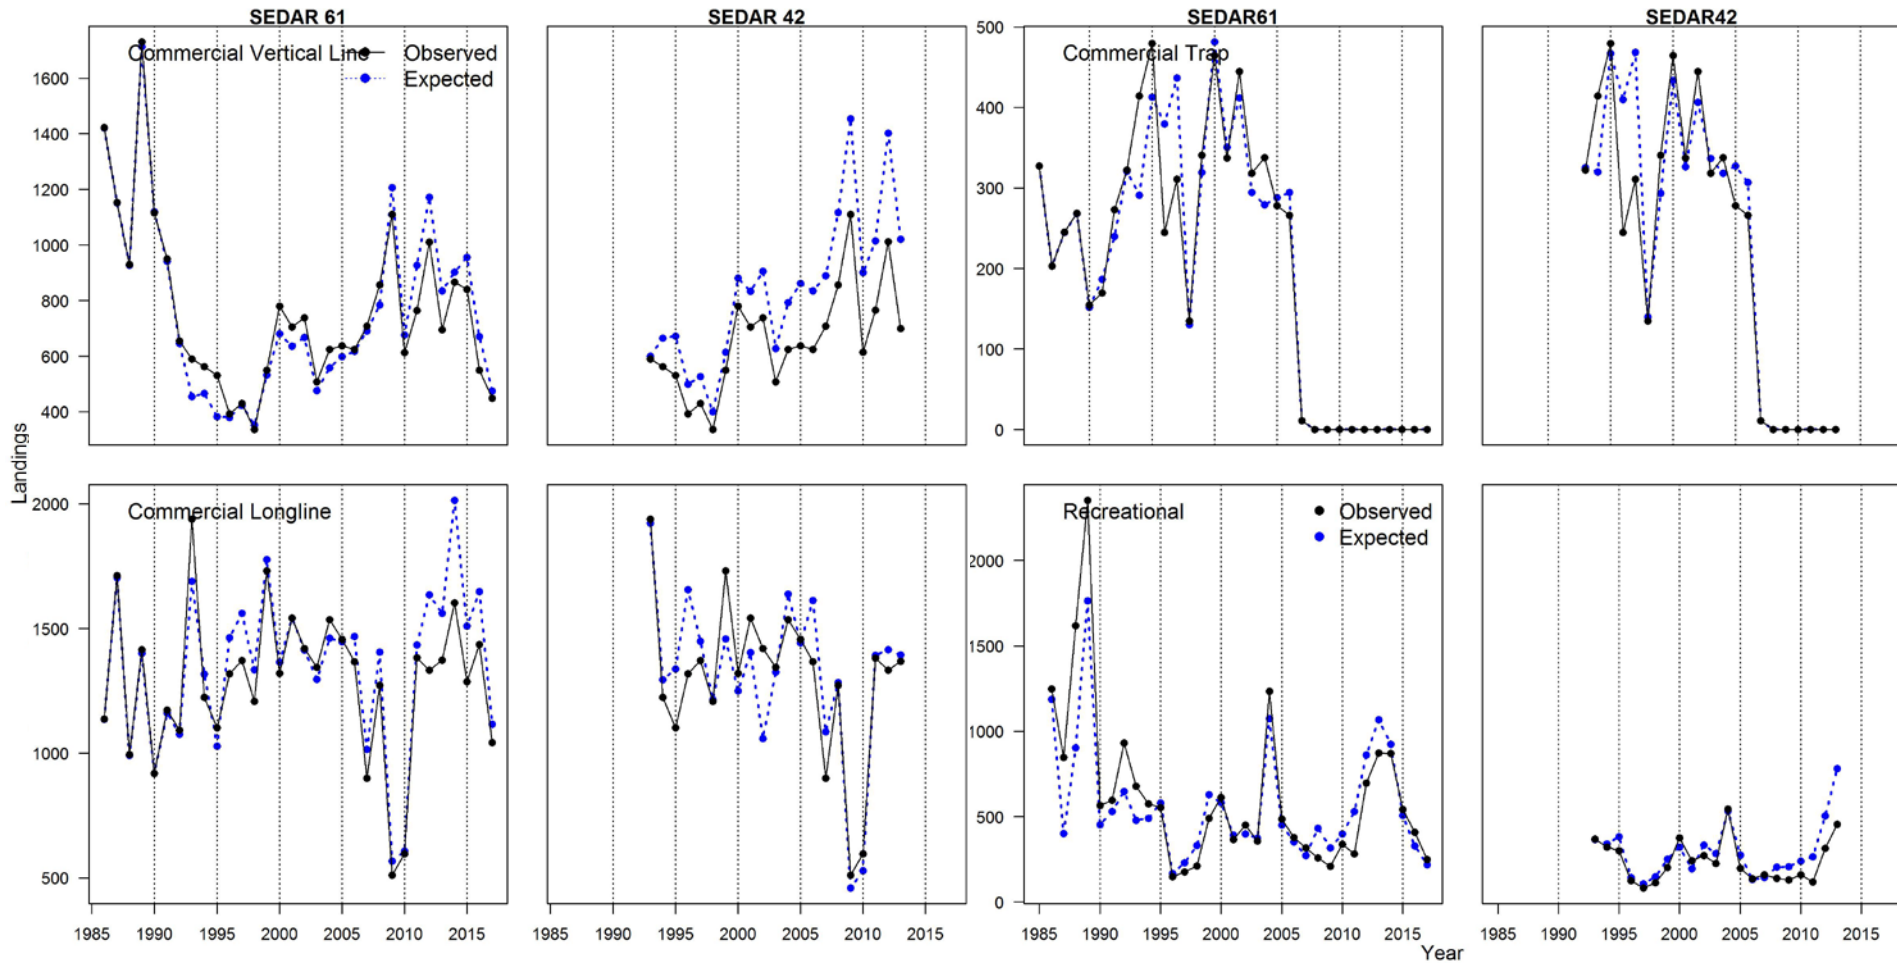 SEDAR 61
SEDAR 42
SEDAR61
SEDAR42
Commercial Vertical Line
Observed
Expected
Commercial Trap
1600
1400
1200
1000
800
600
400
500
400
300
200
100
0
Landings
Commercial Longline
Recreational
Observed
Expected
2000
1500
1000
500
2000
1500
1000
500
0
1985 1990 1995 2000 2005 2010 2015
1985 1990 1995 2000 2005 2010 2015
1985 1990 1995 2000 2005 2010 2015
1985 1990 1995 2000 2005 2010 2015
Year